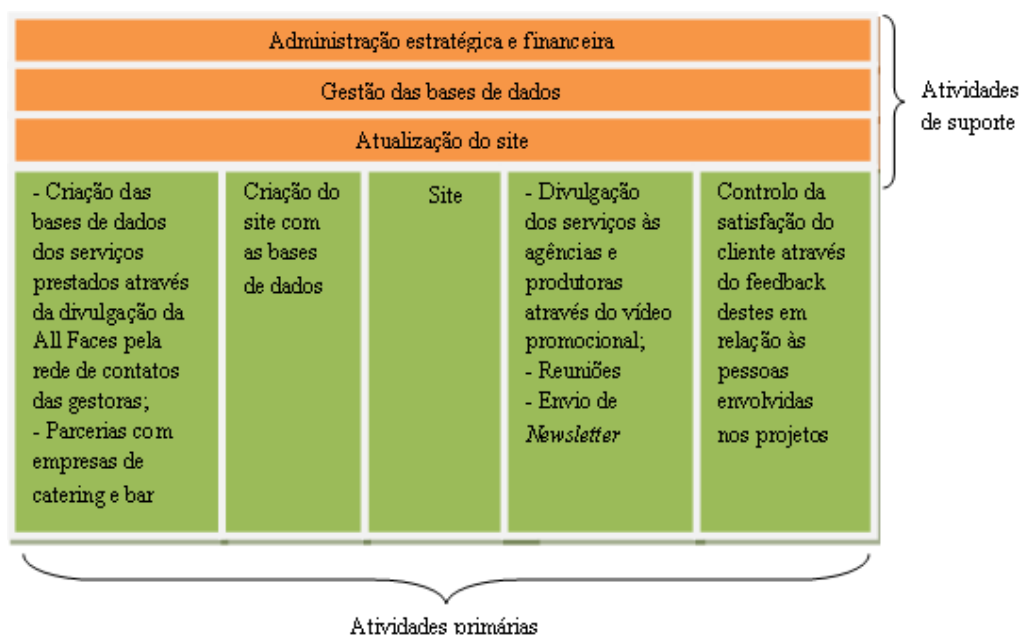 Administração estratégica e financeira
Gestão das bases de dados
Atualização do site
Atividades
de suporte
- Criação das
bases de dados
dos serviços
prestados através
da divulgação da
All Faces pela
rede de contatos
das gestoras;
- Parcerias com
empresas de
catering e bar
Criação do
site com
as bases
de dados
Site
- Divulgação
dos serviços às
agências e
produtoras
através do vídeo
promocional;
- Reuniões
- Envio de
Newsletter
Controlo da
satisfação do
cliente através
do feedback
destes em
relação às
pessoas
envolvidas
nos projetos
Atividades primárias